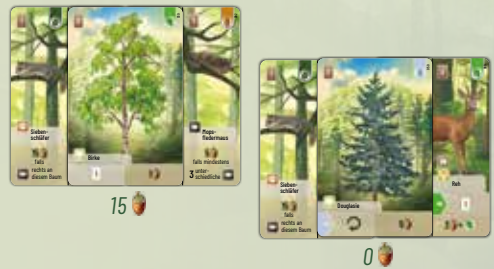 Sieben-
schläfer
falls
rechts an
diesem Baum
Birke
Mops-
fledermaus
falls mindestens
3 unter-
schiedliche
15
Sieben-
schläfer
falls
rechts an
diesem Baum
Douglasie
Reh
0